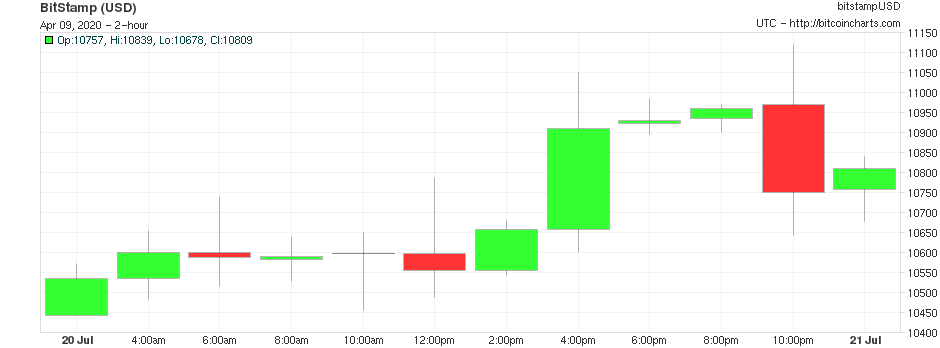 BitStamp (USD)
bitstampUSD
Apr 09, 2020 - 2-hour
UTC - http://bitcoincharts.com
Op:10757, Hi:10839, Lo:10678, Cl:10809
11150
11100
11050
11000
10950
10900
10850
10800
10750
10700
10650
10600
10550
10500
10450
10400
20 Jul 4:00am 6:00am 8:00am 10:00am 12:00pm 2:00pm 4:00pm 6:00pm 8:00pm 10:00pm 21 Jul